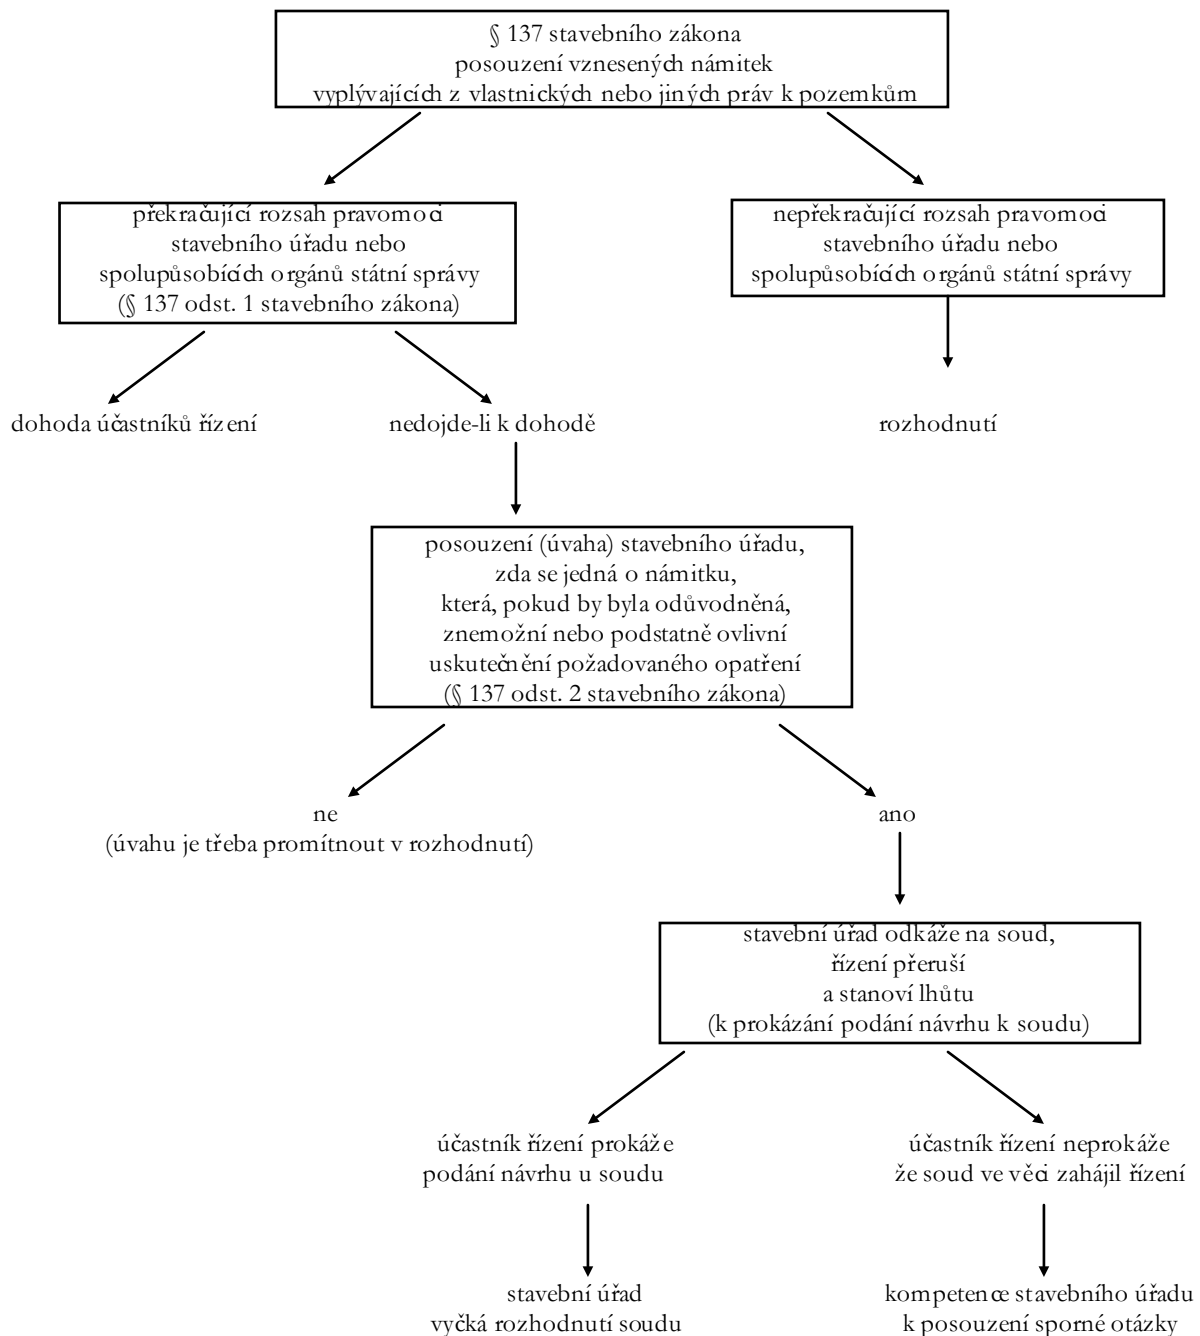 § 137 stavebního zákona
posouzení vznesených námitek
vyplývajících z vlastnických nebo jiných práv k pozemkům
překračující rozsah pravomoci
stavebního úřadu nebo
spolupůsobících orgánů státní správy
(§ 137 odst. 1 stavebního zákona)
nepřekračující rozsah pravomoci
stavebního úřadu nebo
spolupůsobících orgánů státní správy
dohoda účastníků řízení
nedojde-li k dohodě
rozhodnutí
posouzení (úvaha) stavebního úřadu,
zda se jedná o námitku,
která, pokud by byla odůvodněná,
znemožní nebo podstatně ovlivní
uskutečnění požadovaného opatření
(§ 137 odst. 2 stavebního zákona)
ne
(úvahu je třeba promítnout v rozhodnutí)
ano
stavební úřad odkáže na soud,
řízení přeruší
a stanoví lhůtu
(k prokázání podání návrhu k soudu)
účastník řízení prokáže
podání návrhu u soudu
účastník řízení neprokáže
že soud ve věci zahájil řízení
stavební úřad
vyčká rozhodnutí soudu
kompetence stavebního úřadu
k posouzení sporné otázky